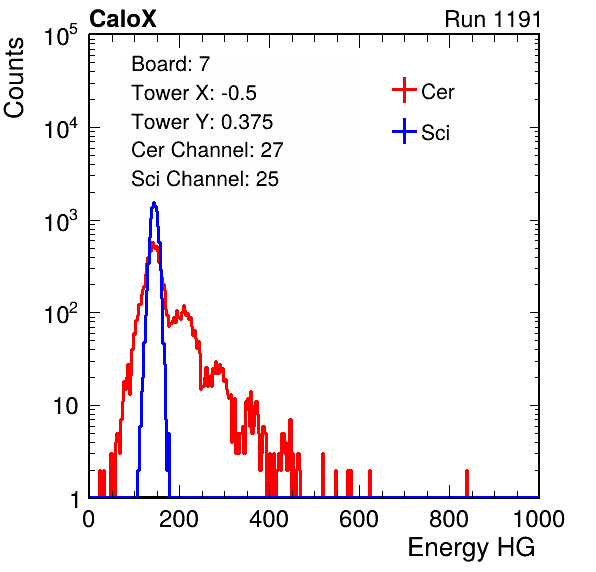 CaloX Run 1191
Counts
Board: 7
Tower X: -0.5
Tower Y: 0.375
Cer Channel: 27
Sci Channel: 25
Cer
Sci
10^5
10^4
10^3
10^2
10
1
0 200 400 600 800 1000
Energy HG